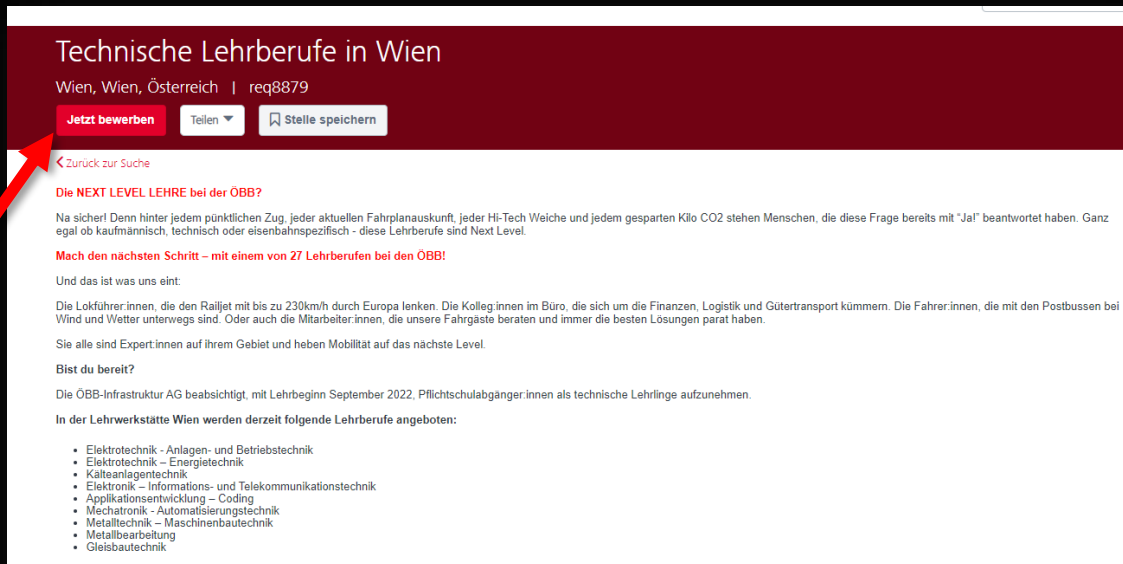 Technische Lehrberufe in Wien
Wien, Wien, Österreich | req8879
Jetzt bewerben Teilen Stelle speichern
Zurück zur Suche
Die NEXT LEVEL LEHRE bei der ÖBB?
Na sicher! Denn hinter jedem pünktlichen Zug, jeder aktuellen Fahrplanauskunft, jeder Hi-Tech Weiche und jedem gesparten Kilo CO2 stehen Menschen, die diese Frage bereits mit “Ja!” beantwortet haben. Ganz
egal ob kaufmännisch, technisch oder eisenbahnspezifisch - diese Lehrberufe sind Next Level.
Mach den nächsten Schritt – mit einem von 27 Lehrberufen bei den ÖBB!
Und das ist was uns eint:
Die Lokführer:innen, die den Railjet mit bis zu 230km/h durch Europa lenken. Die Kolleg:innen im Büro, die sich um die Finanzen, Logistik und Gütertransport kümmern. Die Fahrer:innen, die mit den Postbussen bei
Wind und Wetter unterwegs sind. Oder auch die Mitarbeiter:innen, die unsere Fahrgäste beraten und immer die besten Lösungen parat haben.
Sie alle sind Expert:innen auf ihrem Gebiet und heben Mobilität auf das nächste Level.
Bist du bereit?
Die ÖBB-Infrastruktur AG beabsichtigt, mit Lehrbeginn September 2022, Pflichtschulabgänger:innen als technische Lehrlinge aufzunehmen.
In der Lehrwerkstätte Wien werden derzeit folgende Lehrberufe angeboten:
• Elektrotechnik - Anlagen- und Betriebstechnik
• Elektrotechnik – Energietechnik
• Kälteanlagentechnik
• Elektronik – Informations- und Telekommunikationstechnik
• Applikationsentwicklung – Coding
• Mechatronik - Automatisierungstechnik
• Metalltechnik – Maschinenbautechnik
• Metallbearbeitung
• Gleisbautechnik